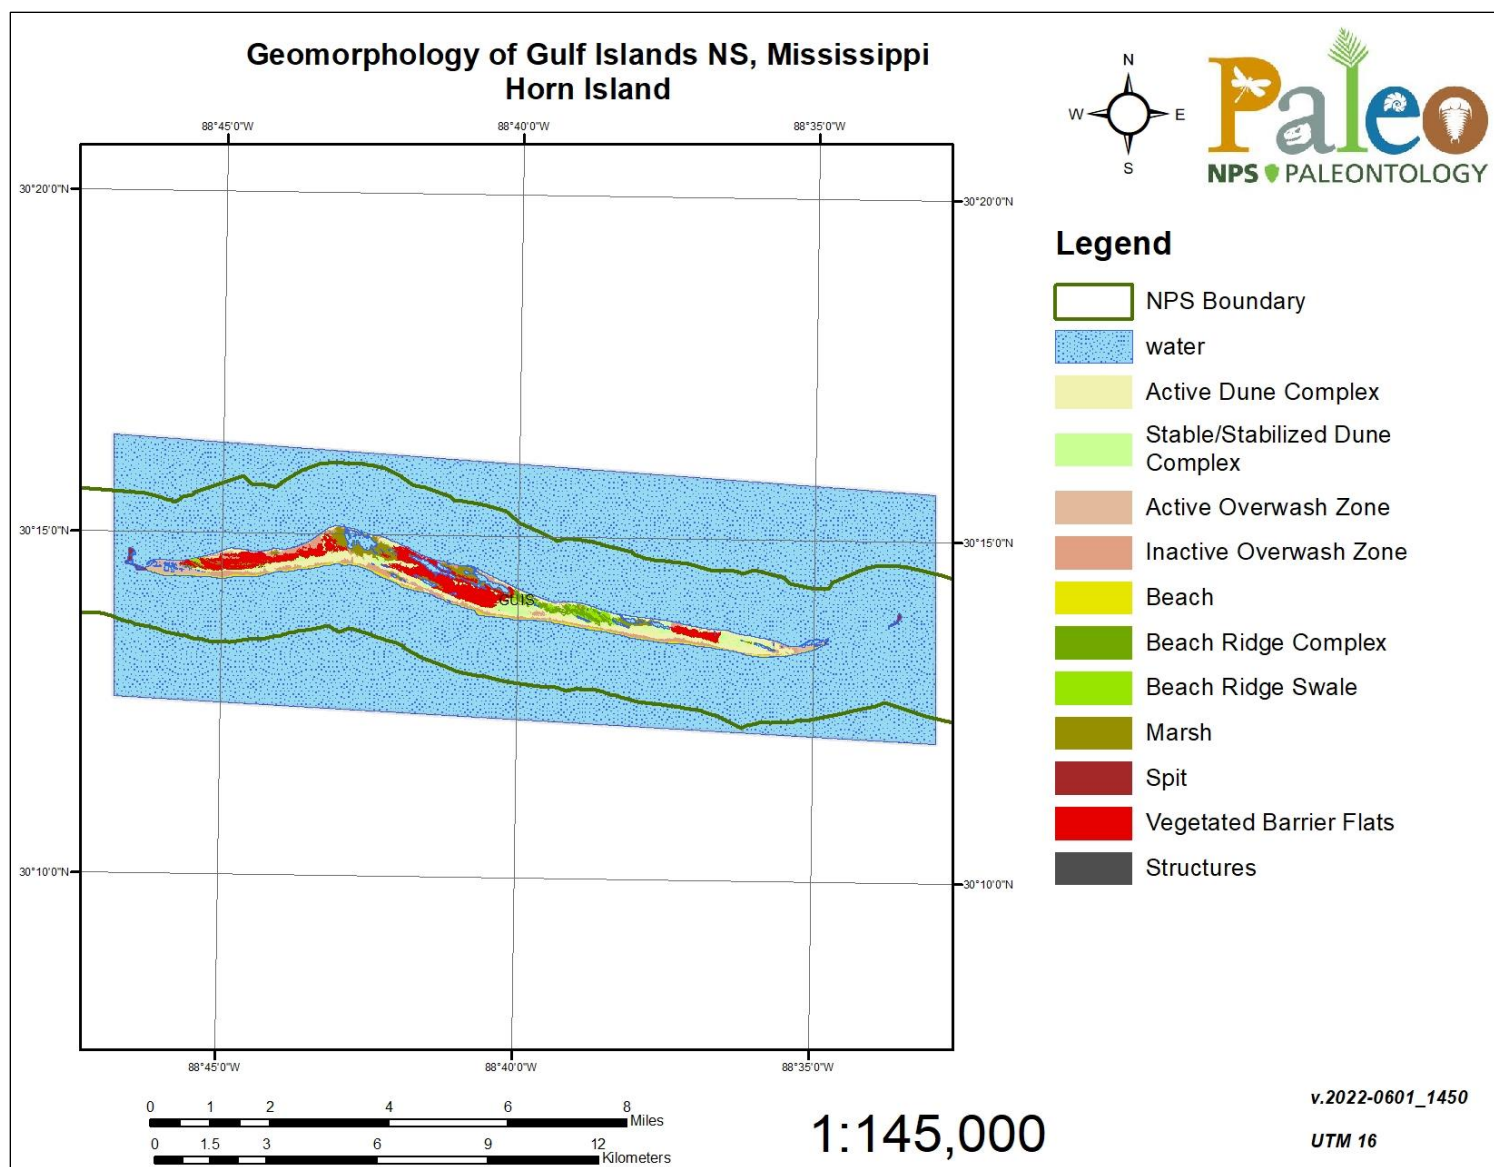 Geomorphology of Gulf Islands NS, Mississippi
Horn Island
N
W E
S
Paleo
NPS PALEONTOLOGY
88°45'0"W 88°40'0"W 88°35'0"W
30°20'0"N 30°20'0"N
30°15'0"N 30°15'0"N
GUIS
30°10'0"N 30°10'0"N
88°45'0"W 88°40'0"W 88°35'0"W
Legend
NPS Boundary
water
Active Dune Complex
Stable/Stabilized Dune
Complex
Active Overwash Zone
Inactive Overwash Zone
Beach
Beach Ridge Complex
Beach Ridge Swale
Marsh
Spit
Vegetated Barrier Flats
Structures
0 1 2 4 6 8
Miles
0 1.5 3 6 9 12
Kilometers
1:145,000
v.2022-0601_1450
UTM 16